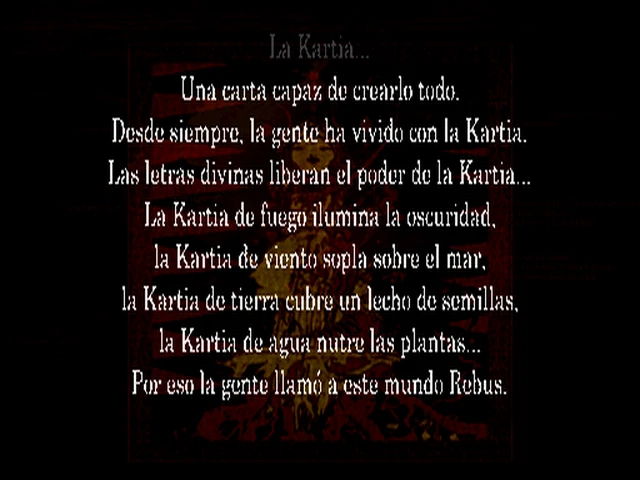 La Kartia...
Una carta capaz de crearlo todo.
Desde siempre, la gente ha vivido con la Kartia.
Las letras divinas liberan el poder de la Kartia...
La Kartia de fuego ilumina la oscuridad,
la Kartia de viento sopla sobre el mar,
la Kartia de tierra cubre un lecho de semillas,
la Kartia de agua nutre las plantas...
Por eso la gente llamó a este mundo Rebus.